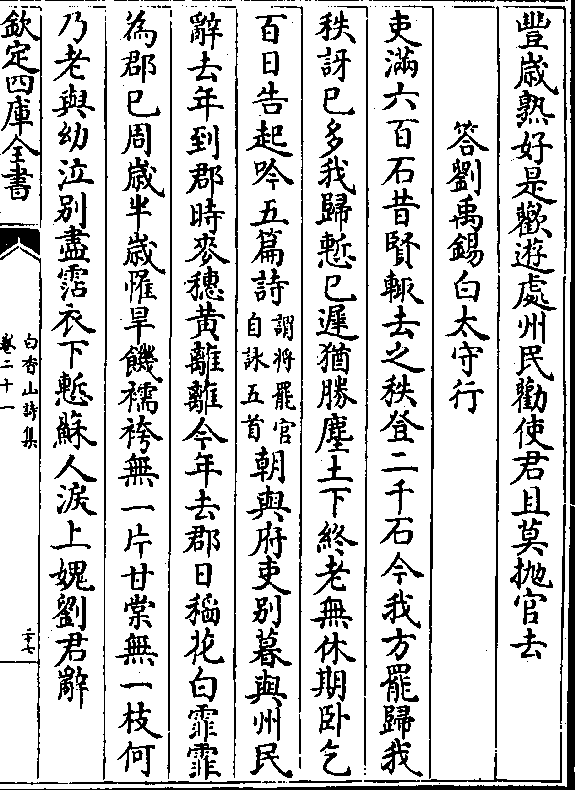 豐歳熟好是歡遊處州民勸使君且莫抛官去
答劉禹錫白太守行
吏滿六百石昔賢輙去之秩登二千石今我方罷歸我
秩訝已多我歸慙已遲猶勝塵土下終老無休期卧乞
百日告起吟五篇詩謂將罷官自詠五首朝與府吏别暮與州民
辭去年到郡時麥穗黄離離今年去郡日稻花白霏霏
為郡已周歳半歳罹旱饑襦袴無一片甘棠無一枝何
乃老與幼泣别盡霑衣下慙蘇人淚上媿劉君辭
欽定四庫全書
白香山詩集
卷二十一
二十七